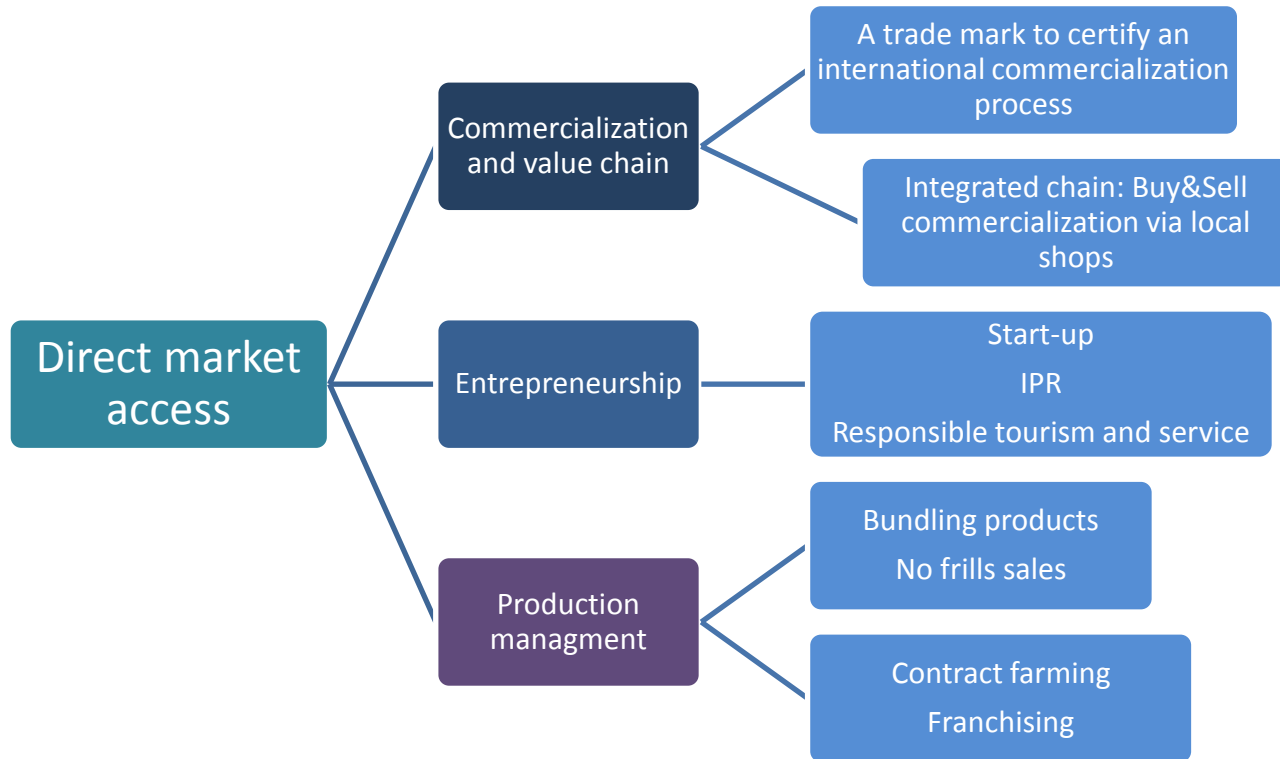 Direct market
access
Commercialization
and value chain
A trade mark to certify an
international commercialization
process
Integrated chain: Buy&Sell
commercialization via local
shops
Entrepreneurship
Start-up
IPR
Responsible tourism and service
Production
managment
Bundling products
No frills sales
Contract farming
Franchising